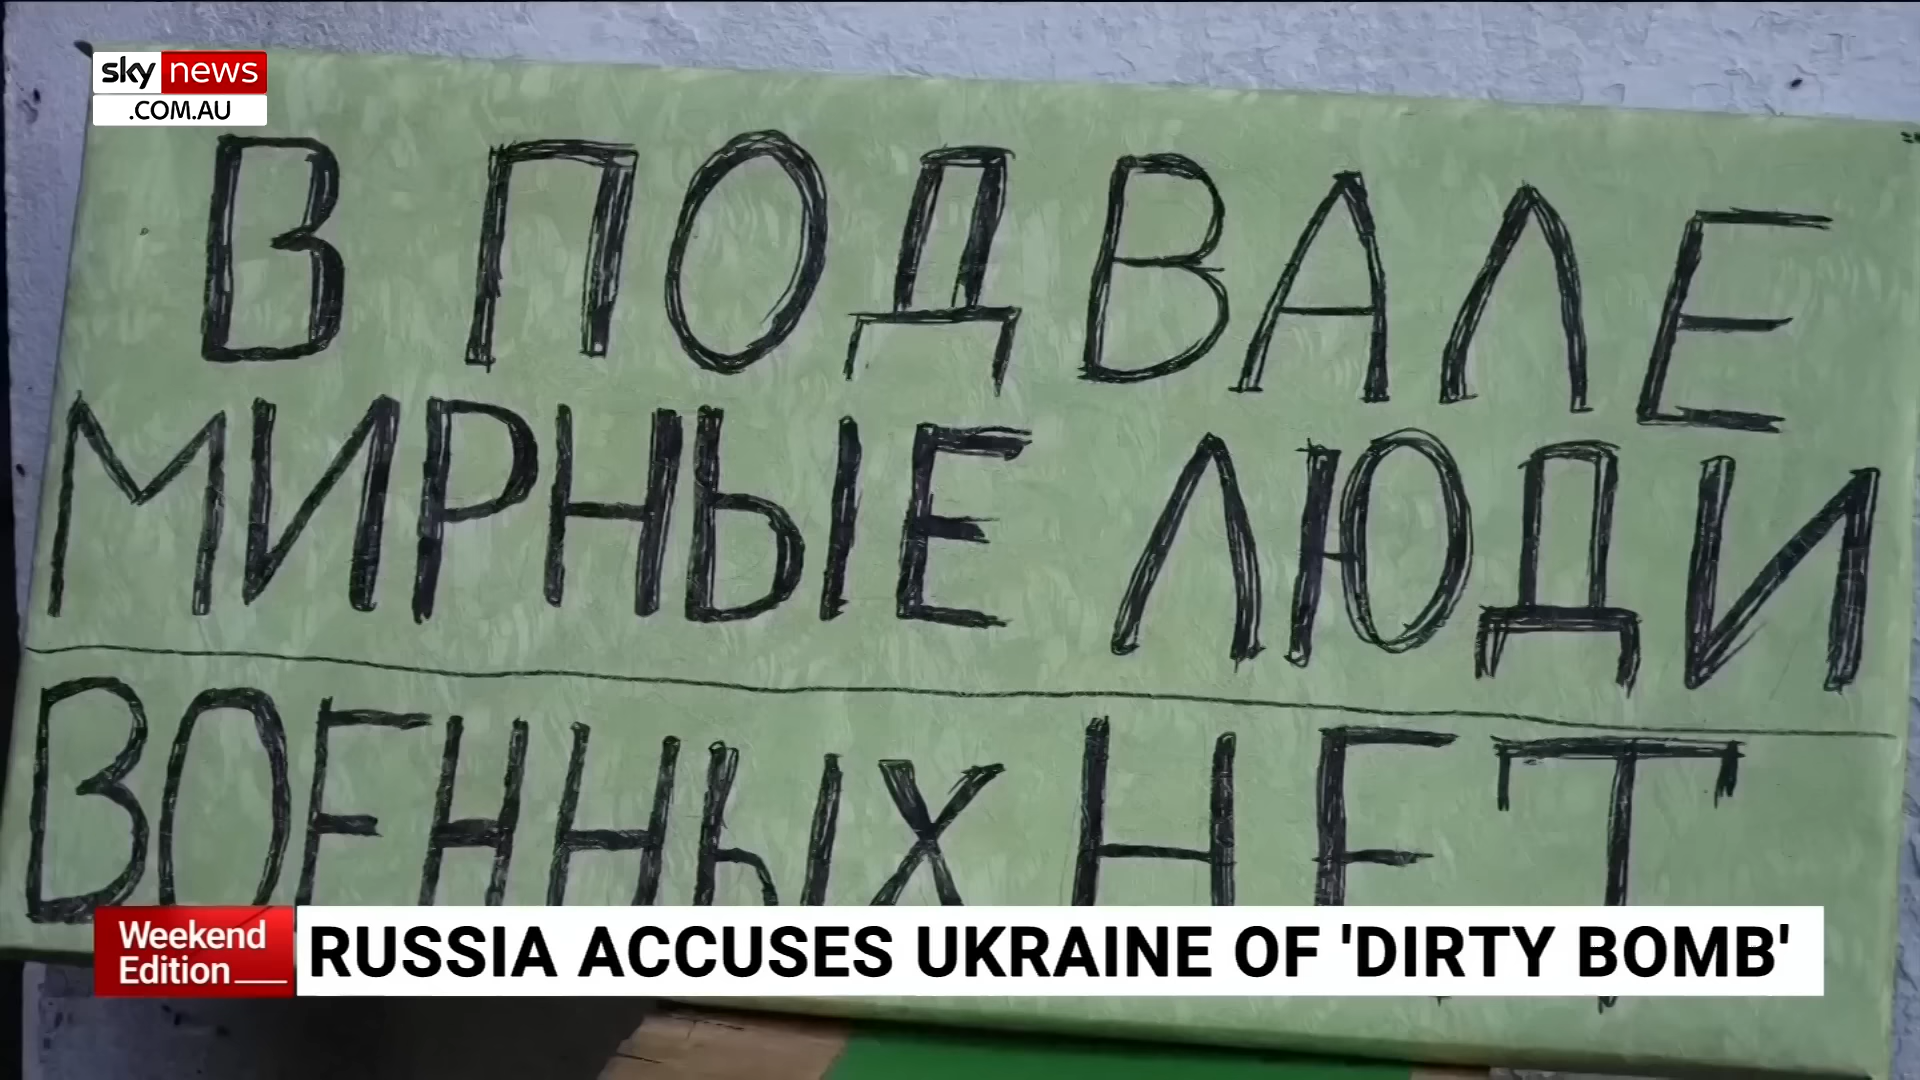 sky news
.COM.AU
В ПОДВАЛЕ
МИРНЫЕ ЛЮДИ
ВОЕННЫХ НЕТ
Weekend
Edition
RUSSIA ACCUSES UKRAINE OF 'DIRTY BOMB'